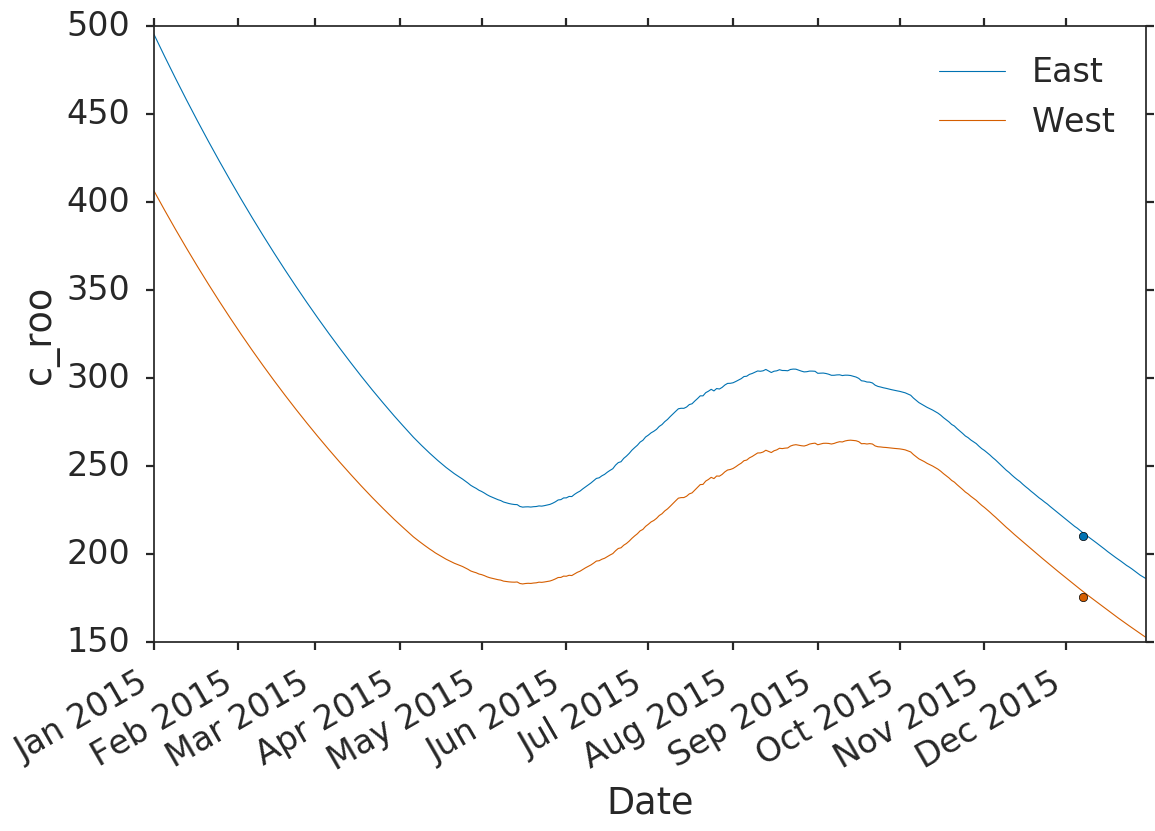 500
450
400
350
300
250
200
150
c_roo
East
West
Jan 2015
Feb 2015
Mar 2015
Apr 2015
May 2015
Jun 2015
Jul 2015
Aug 2015
Sep 2015
Oct 2015
Nov 2015
Dec 2015
Date